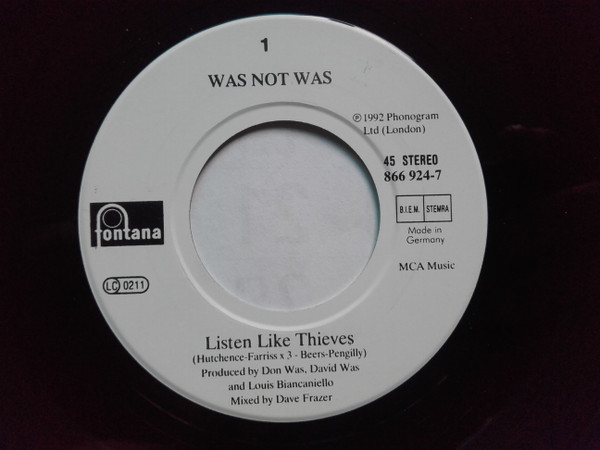 1
WAS NOT WAS
℗ 1992 Phonogram
Ltd (London)
45 STEREO
866 924-7
B.I.E.M. STEMRA
Made in
Germany
MCA Music
fontana
LC 0211
Listen Like Thieves
(Hutchence-Farriss x 3 - Beers-Pengilly)
Produced by Don Was, David Was
and Louis Biancaniello
Mixed by Dave Frazer